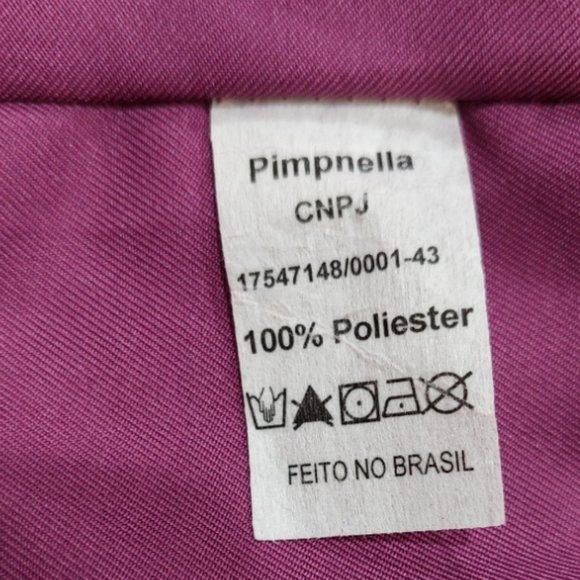 Pimpnella
CNPJ
17547148/0001-43
100% Poliester
FEITO NO BRASIL